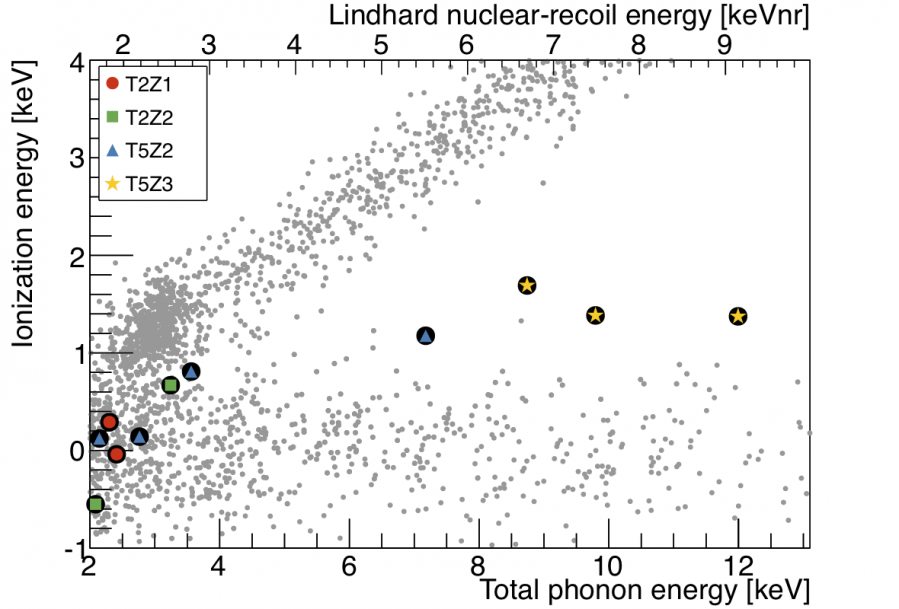 Lindhard nuclear-recoil energy [keVnr]
2 3 4 5 6 7 8 9
Ionization energy [keV]
4
3
2
1
0
-1
T2Z1
T2Z2
T5Z2
T5Z3
2 4 6 8 10 12
Total phonon energy [keV]